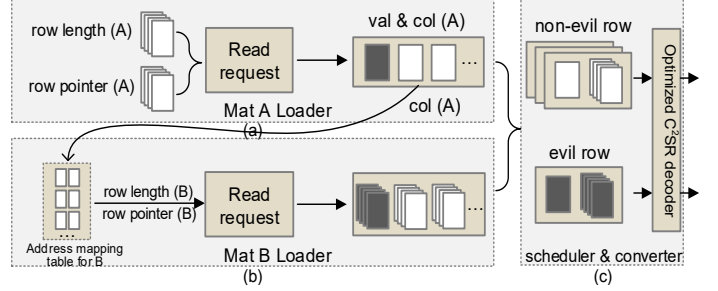 row length (A)
row pointer (A)
Read
request
val & col (A)
...
Mat A Loader
(a)
col (A)
...
Address mapping
table for B
row length (B)
row pointer (B)
Read
request
...
Mat B Loader
(b)
non-evil row
evil row
Optimized C²SR
decoder
scheduler & converter
(c)